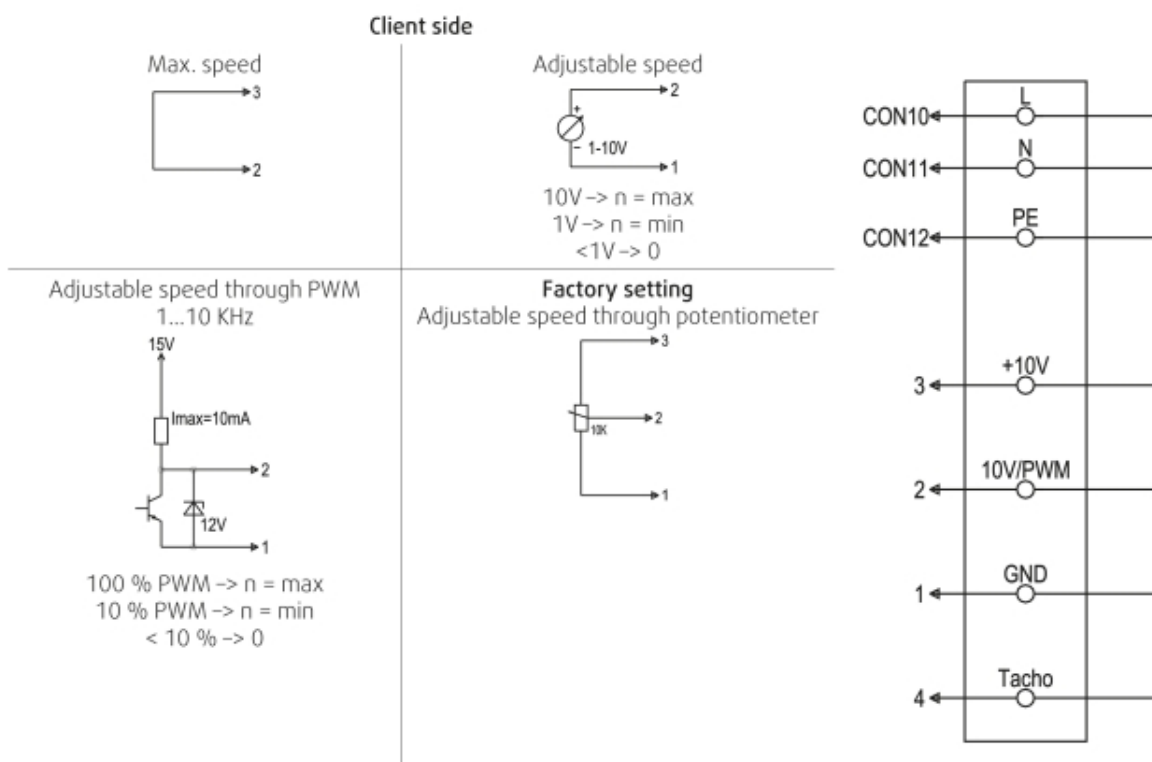 Client side
Max. speed
3
2
Adjustable speed
2
+
- 1-10V
1
10V -> n = max
1V -> n = min
<1V -> 0
Adjustable speed through PWM
1...10 KHz
15V
Imax=10mA
2
12V
1
100 % PWM -> n = max
10 % PWM -> n = min
< 10 % -> 0
Factory setting
Adjustable speed through potentiometer
3
2
10K
1
L
CON10
N
CON11
PE
CON12
+10V
3
10V/PWM
2
GND
1
Tacho
4